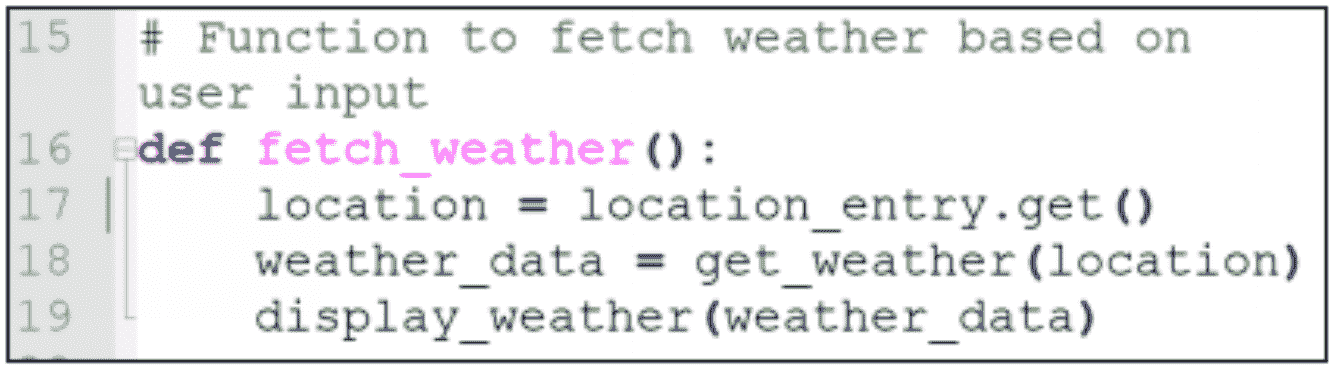 15 # Function to fetch weather based on
user input
16 def fetch_weather():
17 location = location_entry.get()
18 weather_data = get_weather(location)
19 display_weather(weather_data)